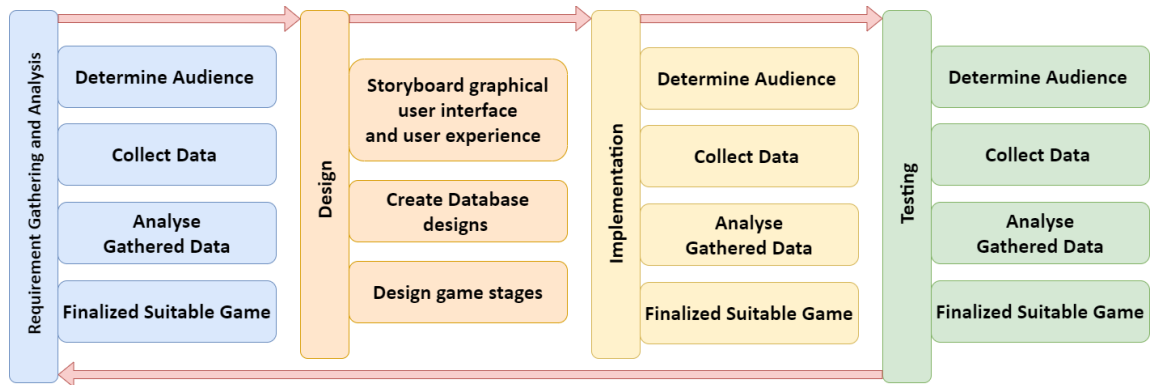 Requirement Gathering and Analysis
Determine Audience
Collect Data
Analyse
Gathered Data
Finalized Suitable Game
Design
Storyboard graphical
user interface
and user experience
Create Database
designs
Design game stages
Implementation
Determine Audience
Collect Data
Analyse
Gathered Data
Finalized Suitable Game
Testing
Determine Audience
Collect Data
Analyse
Gathered Data
Finalized Suitable Game